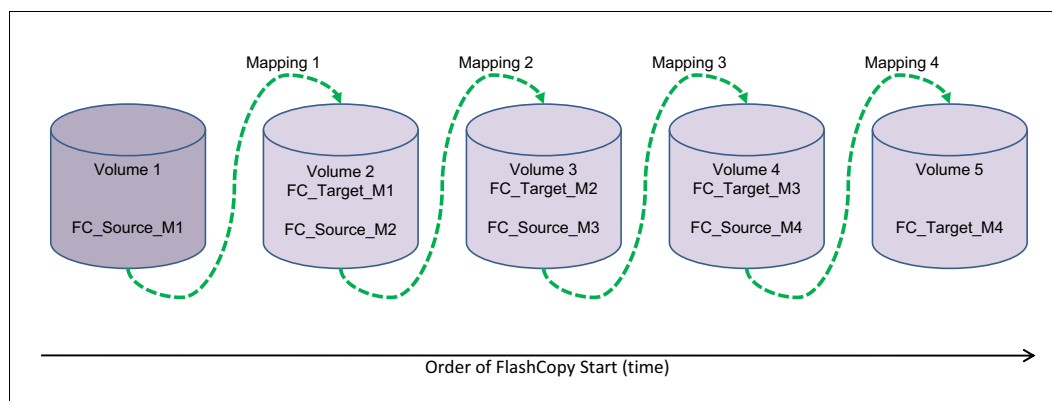 Mapping 1
Mapping 2
Mapping 3
Mapping 4
Volume 1
FC_Source_M1
Volume 2
FC_Target_M1
FC_Source_M2
Volume 3
FC_Target_M2
FC_Source_M3
Volume 4
FC_Target_M3
FC_Source_M4
Volume 5
FC_Target_M4
Order of FlashCopy Start (time)